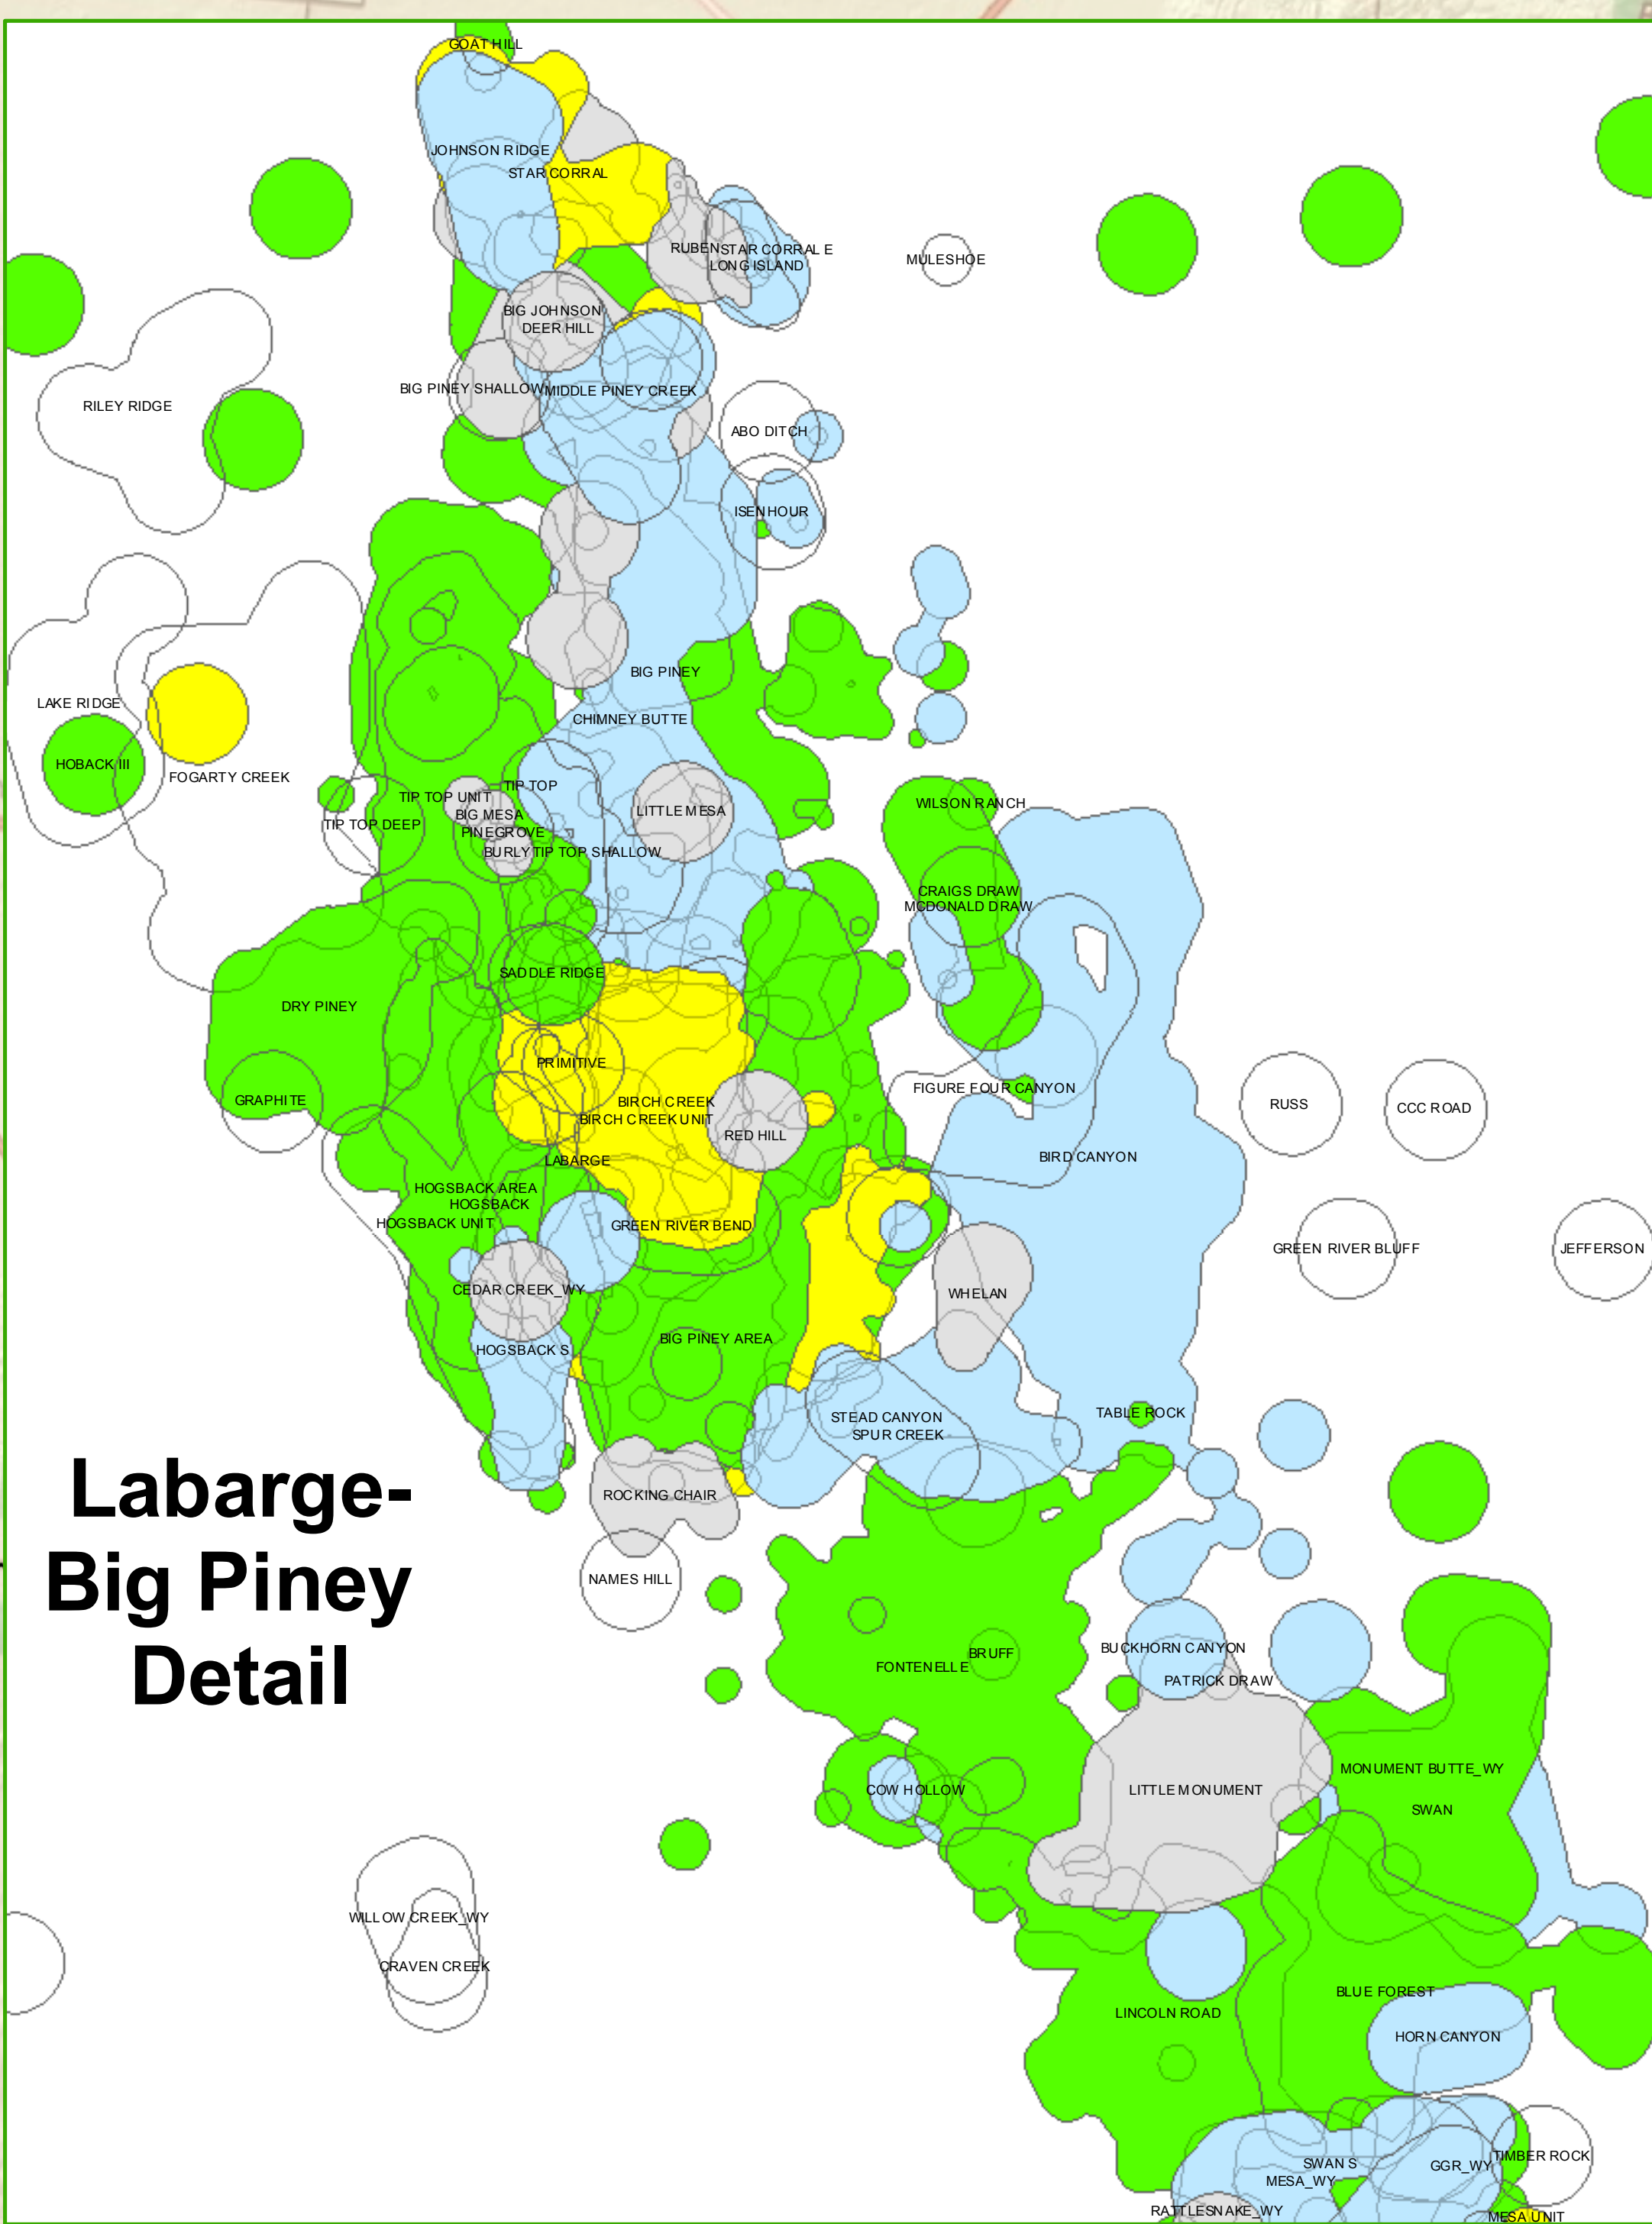 GOAT HILL
JOHNSON RIDGE
STAR CORRAL
RUBEN
STAR CORRAL E
LONG ISLAND
MULESHOE
BIG JOHNSON
DEER HILL
BIG PINEY SHALLOW
MIDDLE PINEY CREEK
RILEY RIDGE
ABO DITCH
ISENHOUR
BIG PINEY
LAKE RIDGE
CHIMNEY BUTTE
HOBACK III
FOGARTY CREEK
TIP TOP
TIP TOP UNIT
BIG MESA
LITTLE MESA
WILSON RANCH
TIP TOP DEEP
PINEGROVE
BURLY
TIP TOP SHALLOW
CRAIGS DRAW
MCDONALD DRAW
SADDLE RIDGE
DRY PINEY
PRIMITIVE
FIGURE FOUR CANYON
GRAPHITE
BIRCH CREEK
BIRCH CREEK UNIT
RUSS
CCC ROAD
RED HILL
LABARGE
BIRD CANYON
HOGSBACK AREA
HOGSBACK
HOGSBACK UNIT
GREEN RIVER BEND
GREEN RIVER BLUFF
JEFFERSON
CEDAR CREEK_WY
WHELAN
BIG PINEY AREA
HOGSBACK S
STEAD CANYON
SPUR CREEK
TABLE ROCK
Labarge-
Big Piney
Detail
ROCKING CHAIR
NAMES HILL
BRUFF
FONTENELLE
BUCKHORN CANYON
PATRICK DRAW
MONUMENT BUTTE_WY
COW HOLLOW
LITTLE MONUMENT
SWAN
WILLOW CREEK_WY
CRAVEN CREEK
BLUE FOREST
LINCOLN ROAD
HORN CANYON
TIMBER ROCK
SWAN S
GGR_WY
MESA_WY
RATTLESNAKE_WY
MESA UNIT